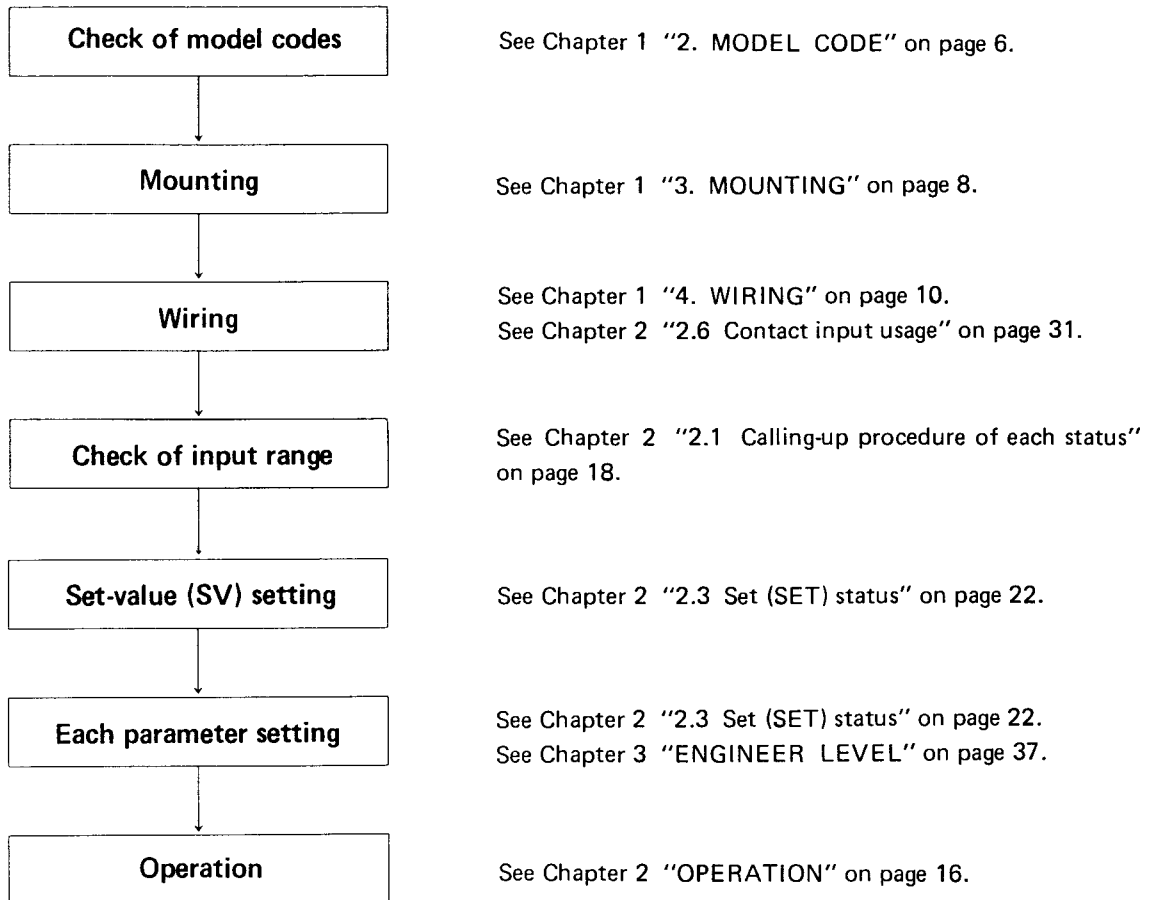 Check of model codes
See Chapter 1 "2. MODEL CODE" on page 6.
Mounting
See Chapter 1 "3. MOUNTING" on page 8.
Wiring
See Chapter 1 "4. WIRING" on page 10.
See Chapter 2 "2.6 Contact input usage" on page 31.
Check of input range
See Chapter 2 "2.1 Calling-up procedure of each status"
on page 18.
Set-value (SV) setting
See Chapter 2 "2.3 Set (SET) status" on page 22.
Each parameter setting
See Chapter 2 "2.3 Set (SET) status" on page 22.
See Chapter 3 "ENGINEER LEVEL" on page 37.
Operation
See Chapter 2 "OPERATION" on page 16.